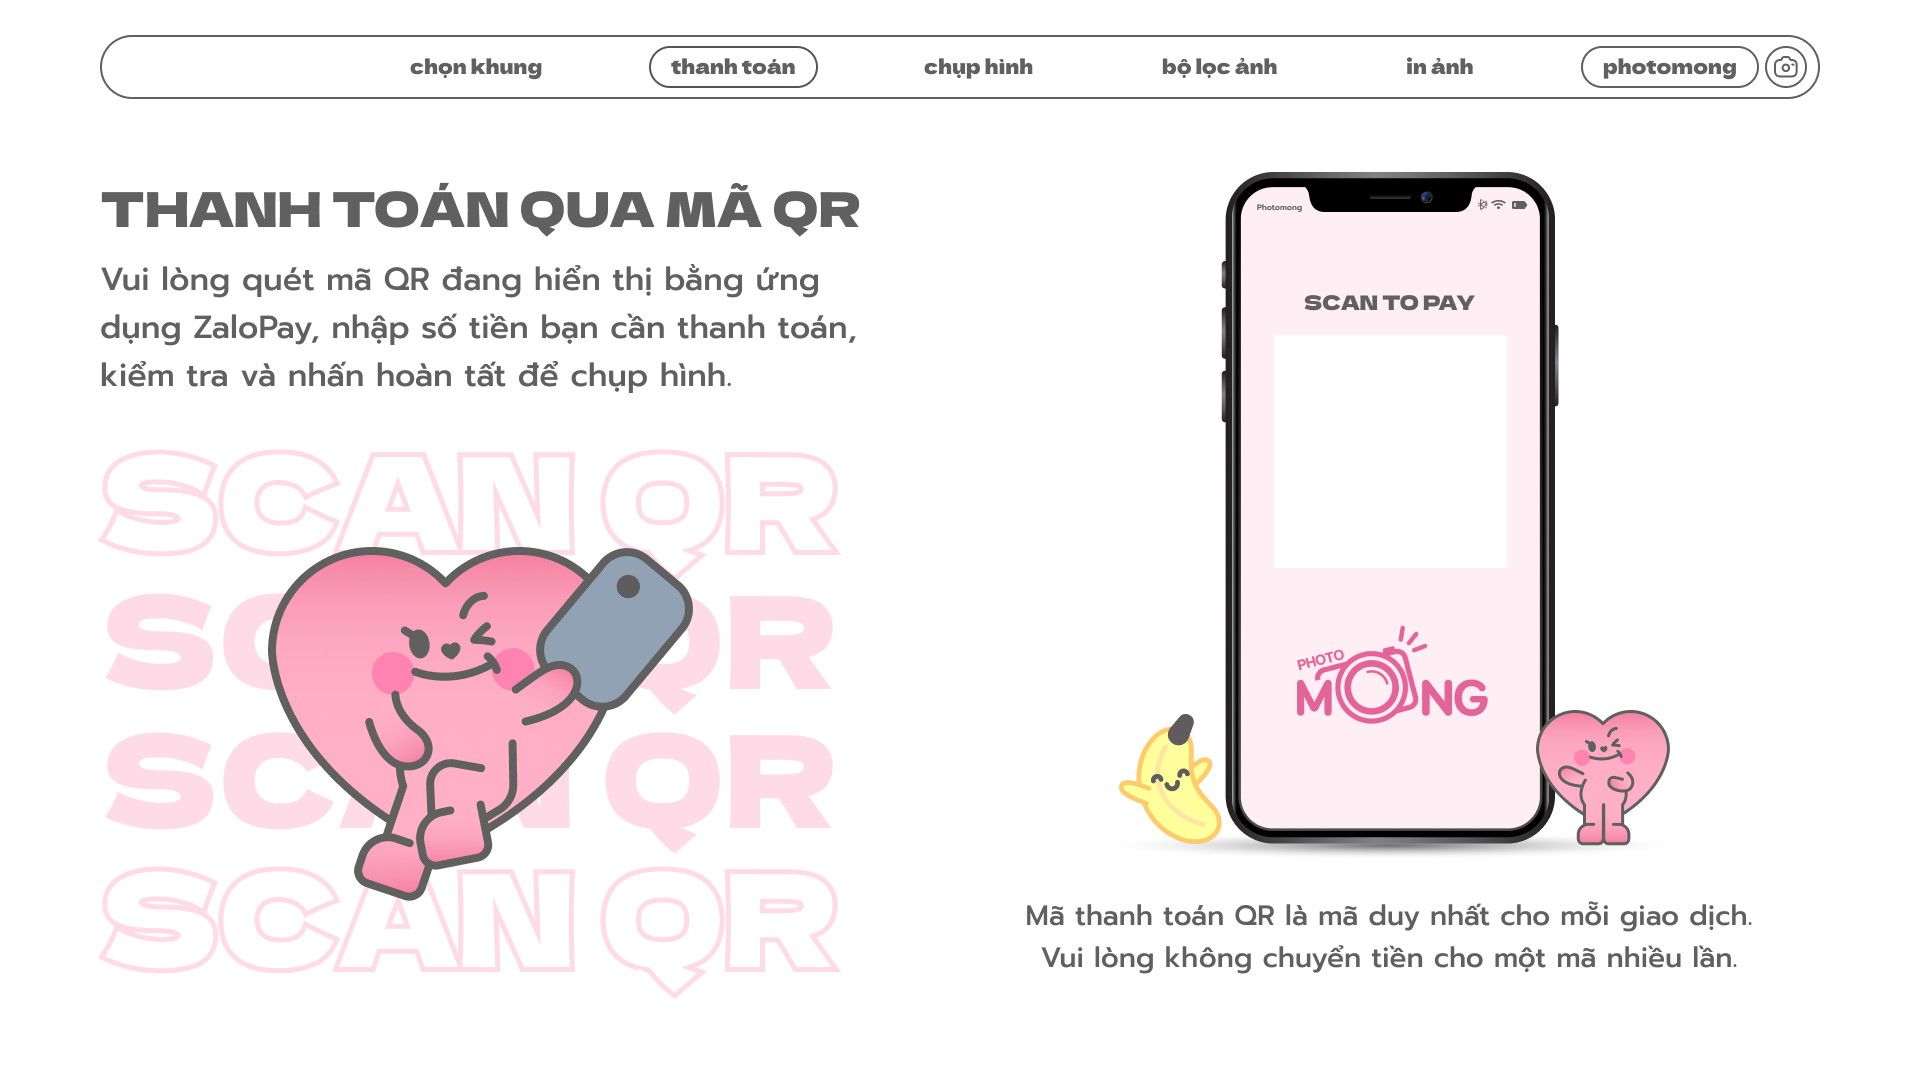 chọn khung
thanh toán
chụp hình
bộ lọc ảnh
in ảnh
photomong
THANH TOÁN QUA MÃ QR
Vui lòng quét mã QR đang hiển thị bằng ứng
dụng ZaloPay, nhập số tiền bạn cần thanh toán,
kiểm tra và nhấn hoàn tất để chụp hình.
SCAN QR
SCAN QR
SCAN QR
SCAN QR
Photomong
SCAN TO PAY
PHOTO
MONG
Mã thanh toán QR là mã duy nhất cho mỗi giao dịch.
Vui lòng không chuyển tiền cho một mã nhiều lần.